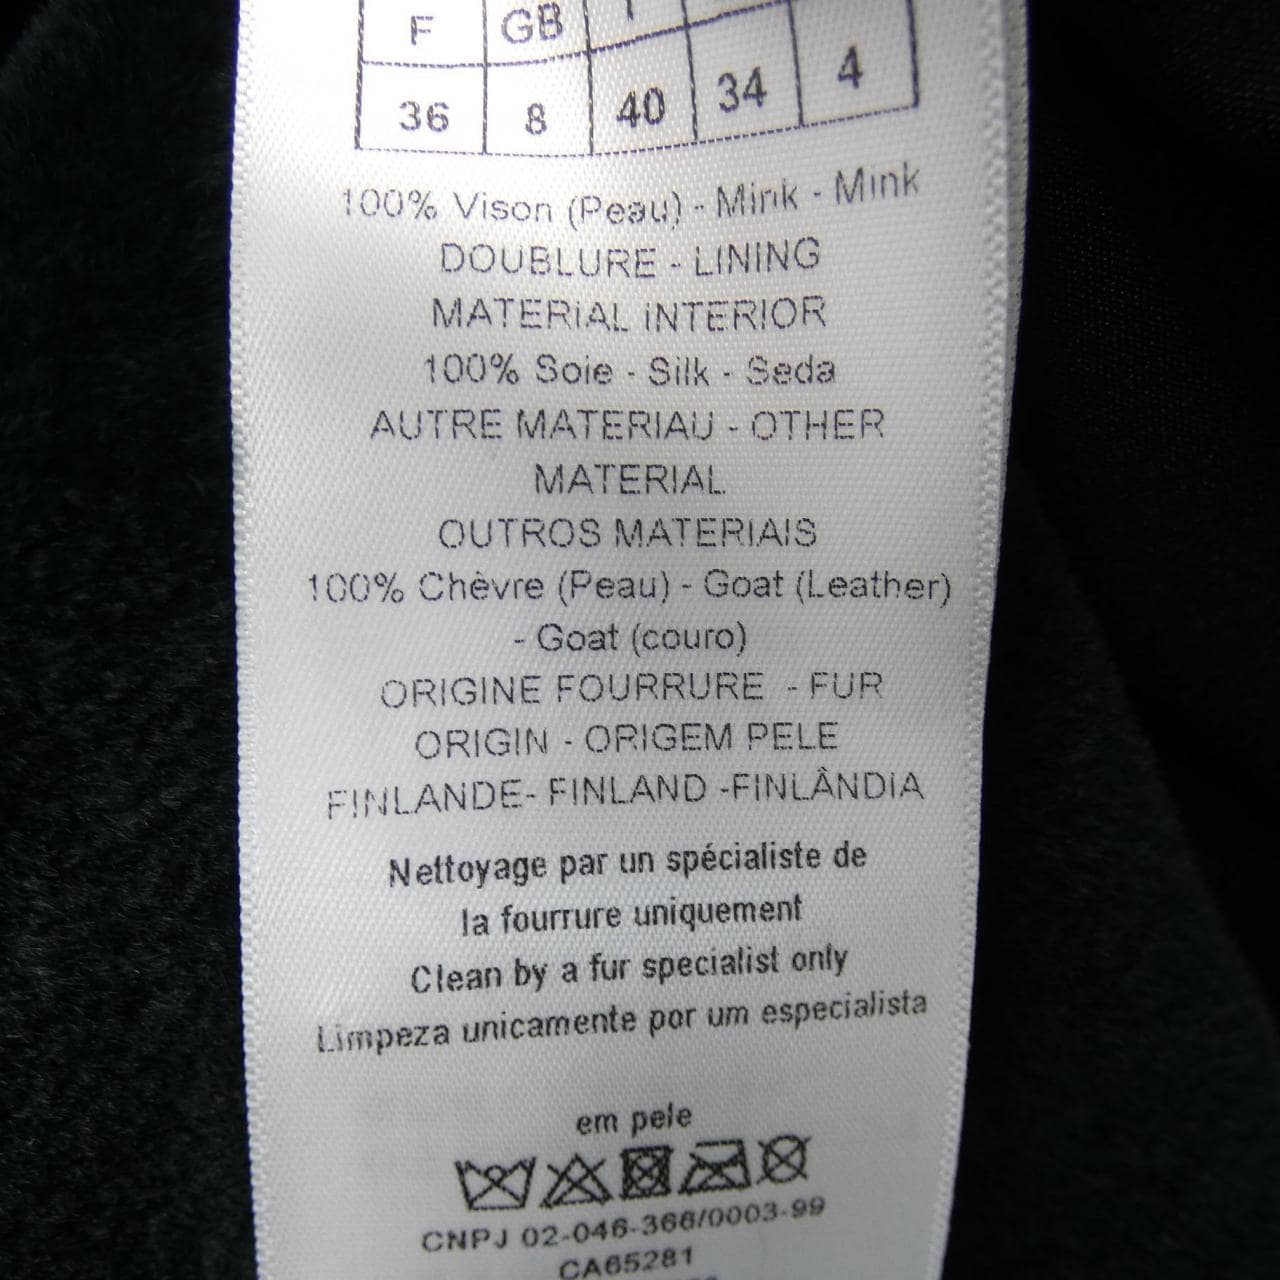 F GB
36 8 40 34 4
100% Vison (Peau) - Mink - Mink
DOUBLURE - LINING
MATERIAL INTERIOR
100% Soie - Silk - Seda
AUTRE MATERIAU - OTHER
MATERIAL
OUTROS MATERIAIS
100% Chèvre (Peau) - Goat (Leather)
- Goat (couro)
ORIGINE FOURRURE - FUR
ORIGIN - ORIGEM PELE
FINLANDE- FINLAND -FINLÂNDIA
Nettoyage par un spécialiste de
la fourrure uniquement
Clean by a fur specialist only
Limpeza unicamente por um especialista
em pele
CNPJ 02-046-366/0003-99
CA65281